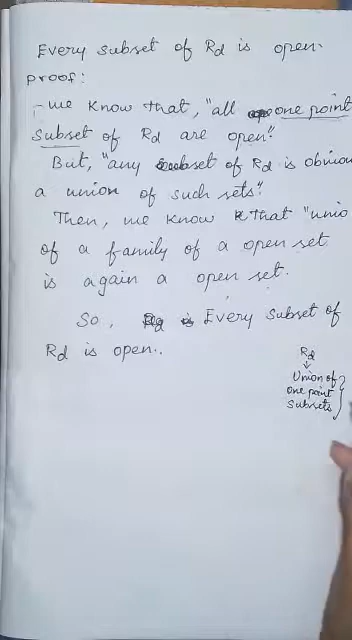 Every subset of Rd is open.
proof:
- we know that, "all one point
subset of Rd are open".
But, "any subset of Rd is obviou
a union of such sets".
Then, we know that "unio
of a family of a open set
is again a open set.
So, Every subset of
Rd is open..
Rd
↓
Union of
one point
subsets